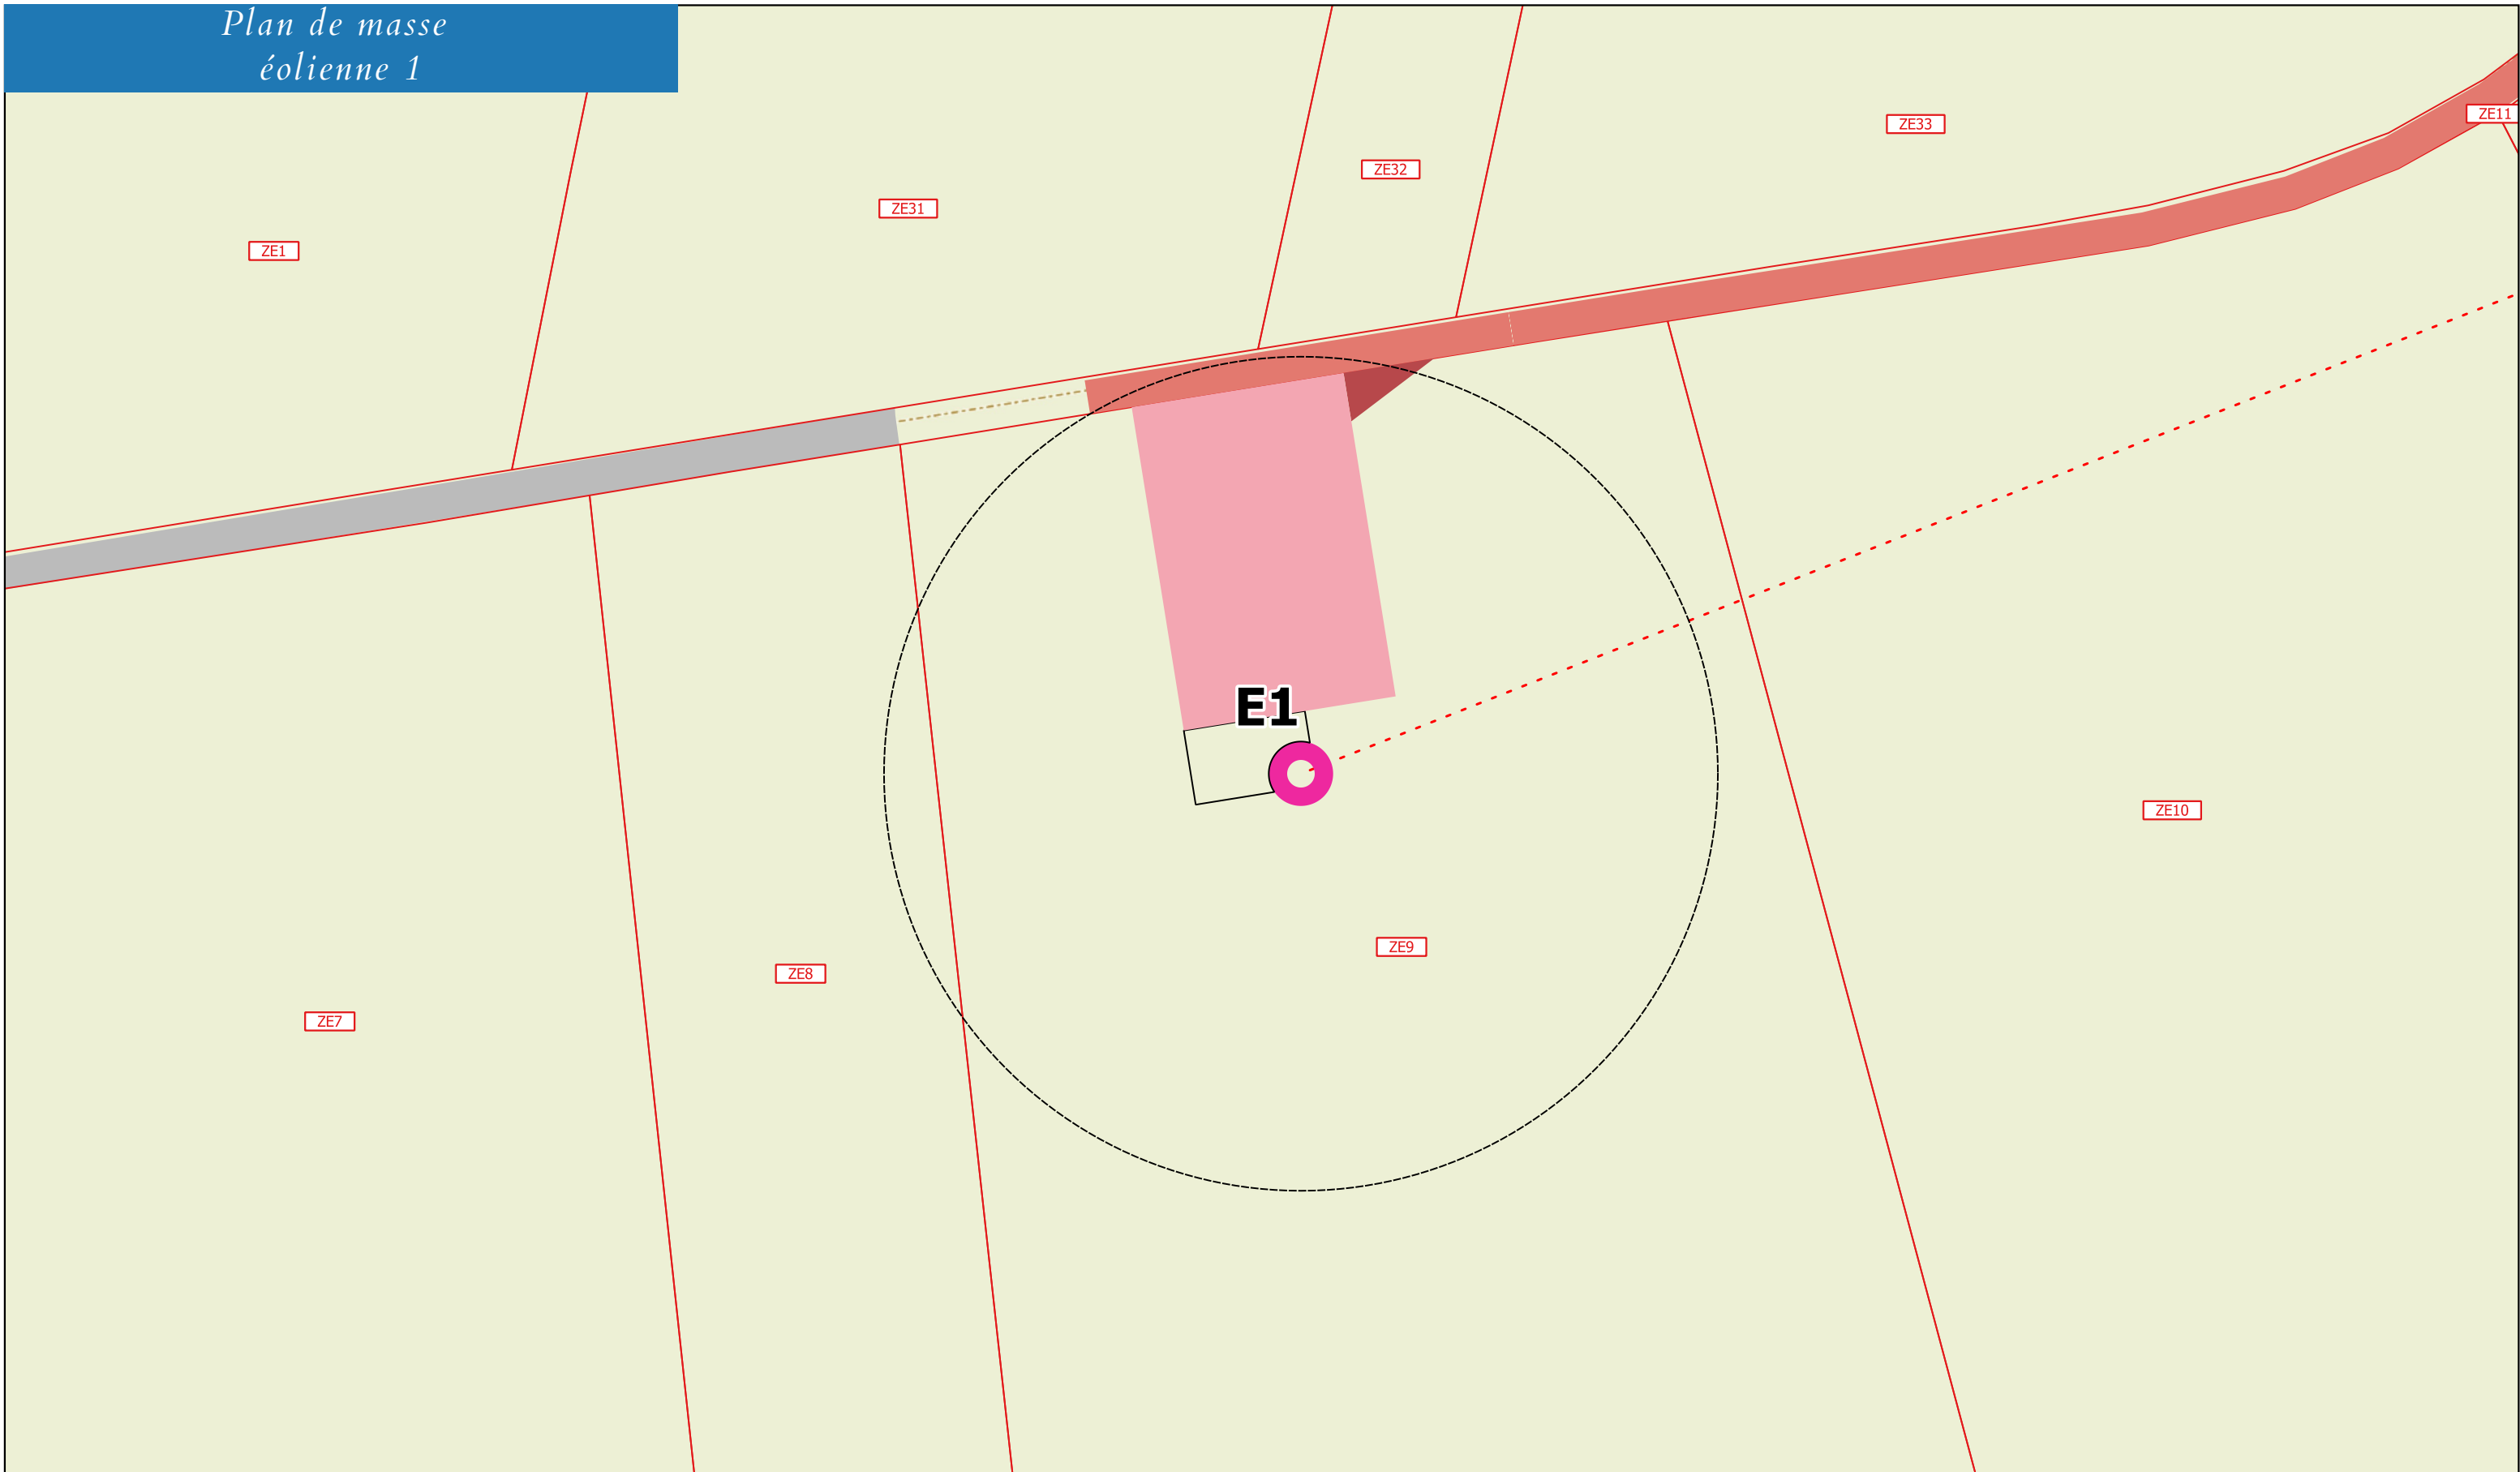 Plan de masse
éolienne 1
ZE11
ZE33
ZE32
ZE31
ZE1
E1
ZE10
ZE9
ZE8
ZE7